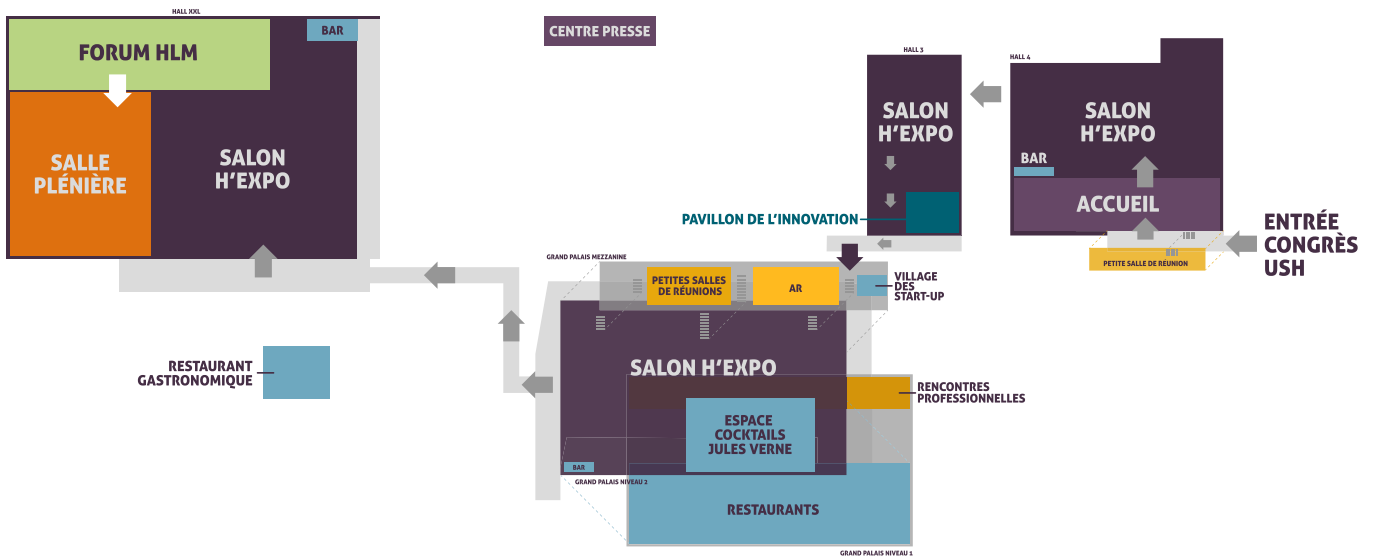 HALL XXL
FORUM HLM
BAR
SALLE
PLÉNIÈRE
SALON
H'EXPO
CENTRE PRESSE
HALL 3
SALON
H'EXPO
PAVILLON DE L'INNOVATION
HALL 4
SALON
H'EXPO
BAR
ACCUEIL
PETITE SALLE DE RÉUNION
ENTRÉE
CONGRÈS
USH
GRAND PALAIS MEZZANINE
PETITES SALLES
DE RÉUNIONS
AR
VILLAGE
DES
START-UP
RESTAURANT
GASTRONOMIQUE
SALON H'EXPO
RENCONTRES
PROFESSIONNELLES
ESPACE
COCKTAILS
JULES VERNE
BAR
GRAND PALAIS NIVEAU 2
RESTAURANTS
GRAND PALAIS NIVEAU 1